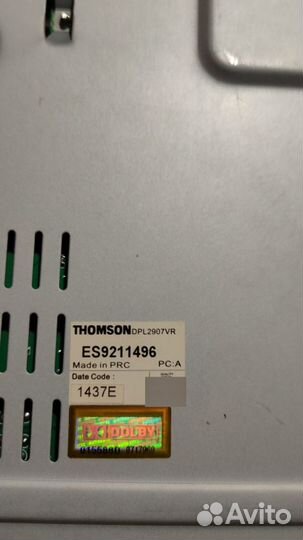 THOMSON DPL2907VR
ES9211496
Made in PRC PC:A
Date Code :
1437E
DOLBY
Avito